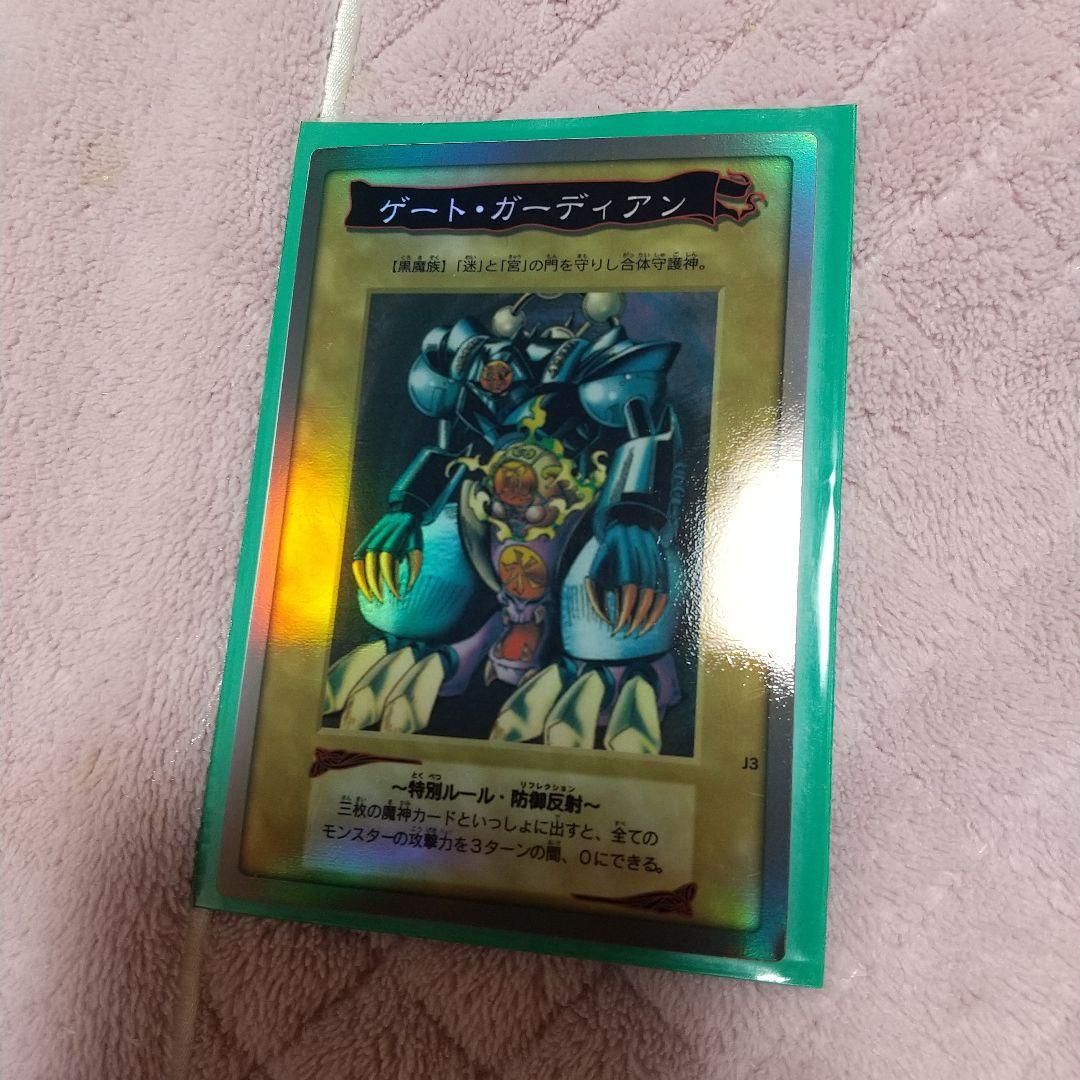 ゲート・ガーディアン
【黒魔族】「迷」と「宮」の門を守りし合体守護神。
風
水
J3
～特別ルール・防御反射～
三枚の魔神カードといっしょに出すと、全ての
モンスターの攻撃力を3ターンの間、0にできる。